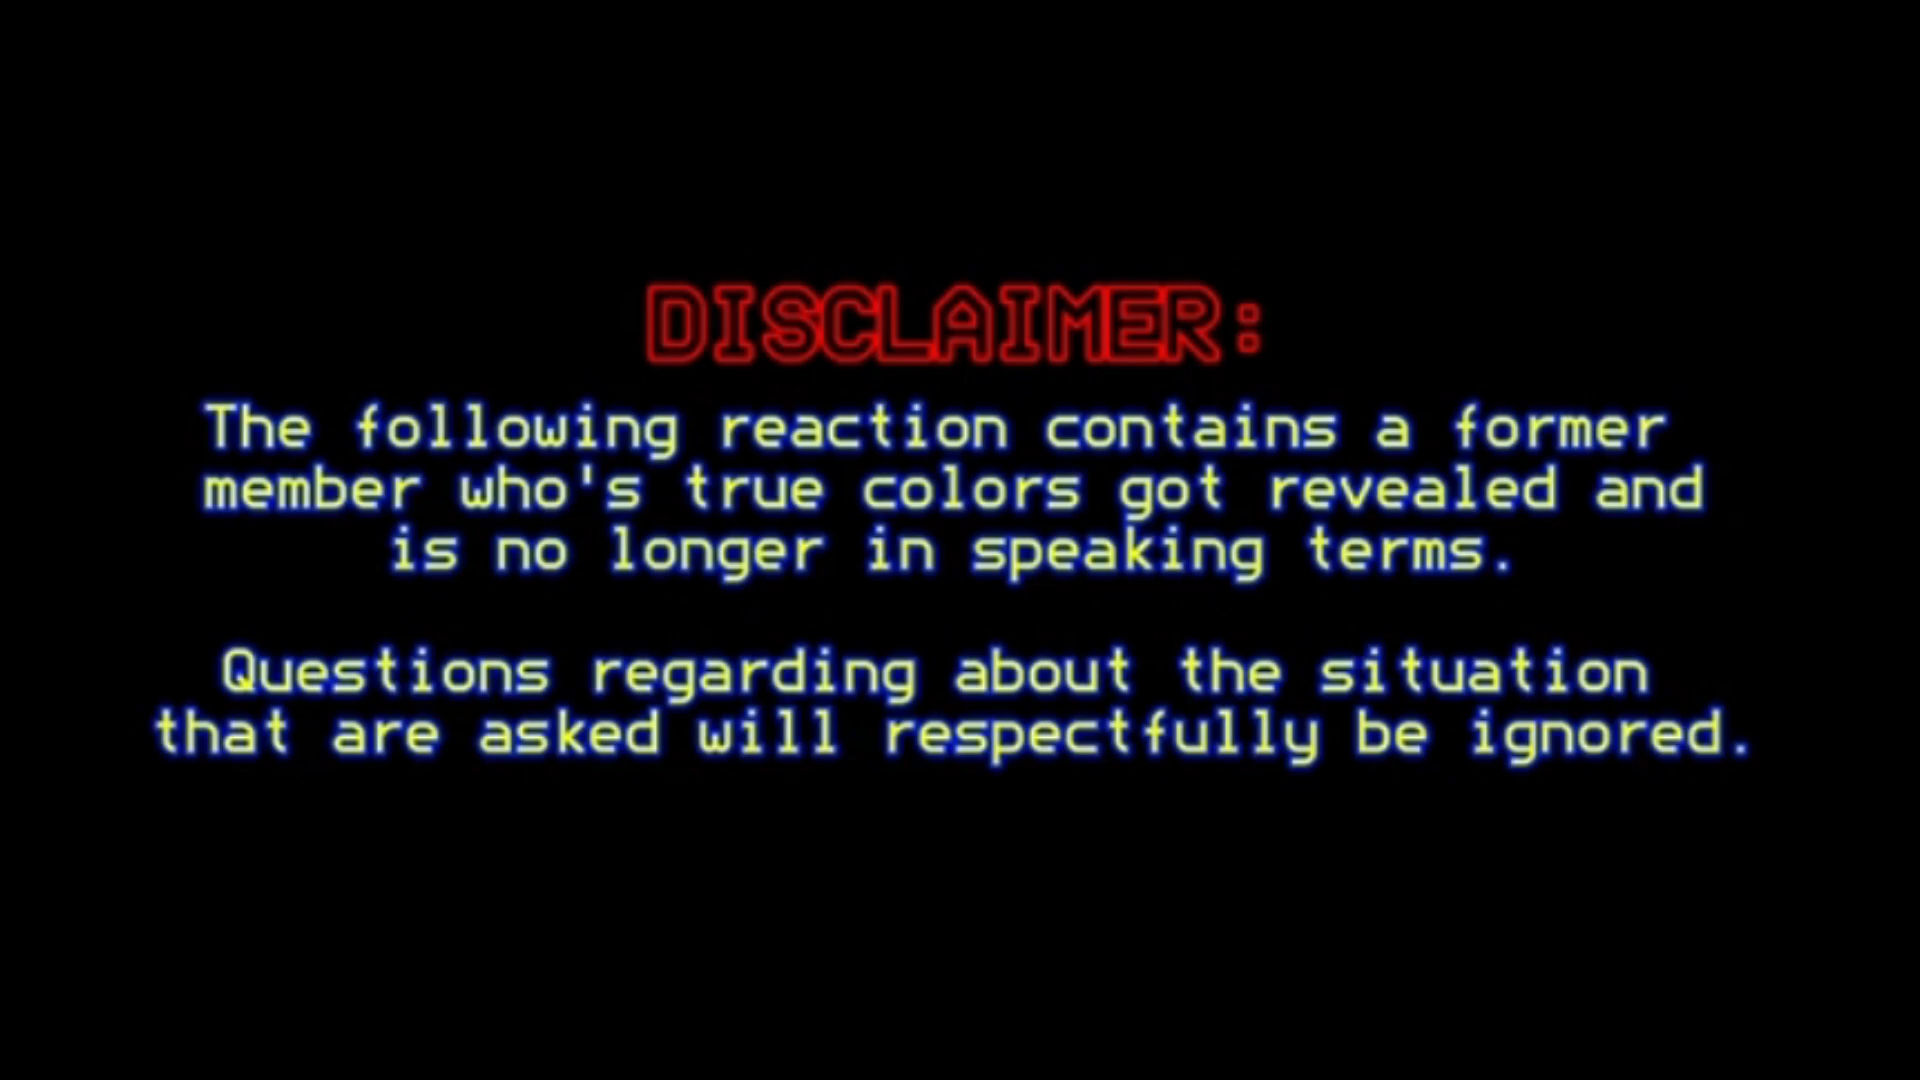 DISCLAIMER:
The following reaction contains a former
member who's true colors got revealed and
is no longer in speaking terms.
Questions regarding about the situation
that are asked will respectfully be ignored.